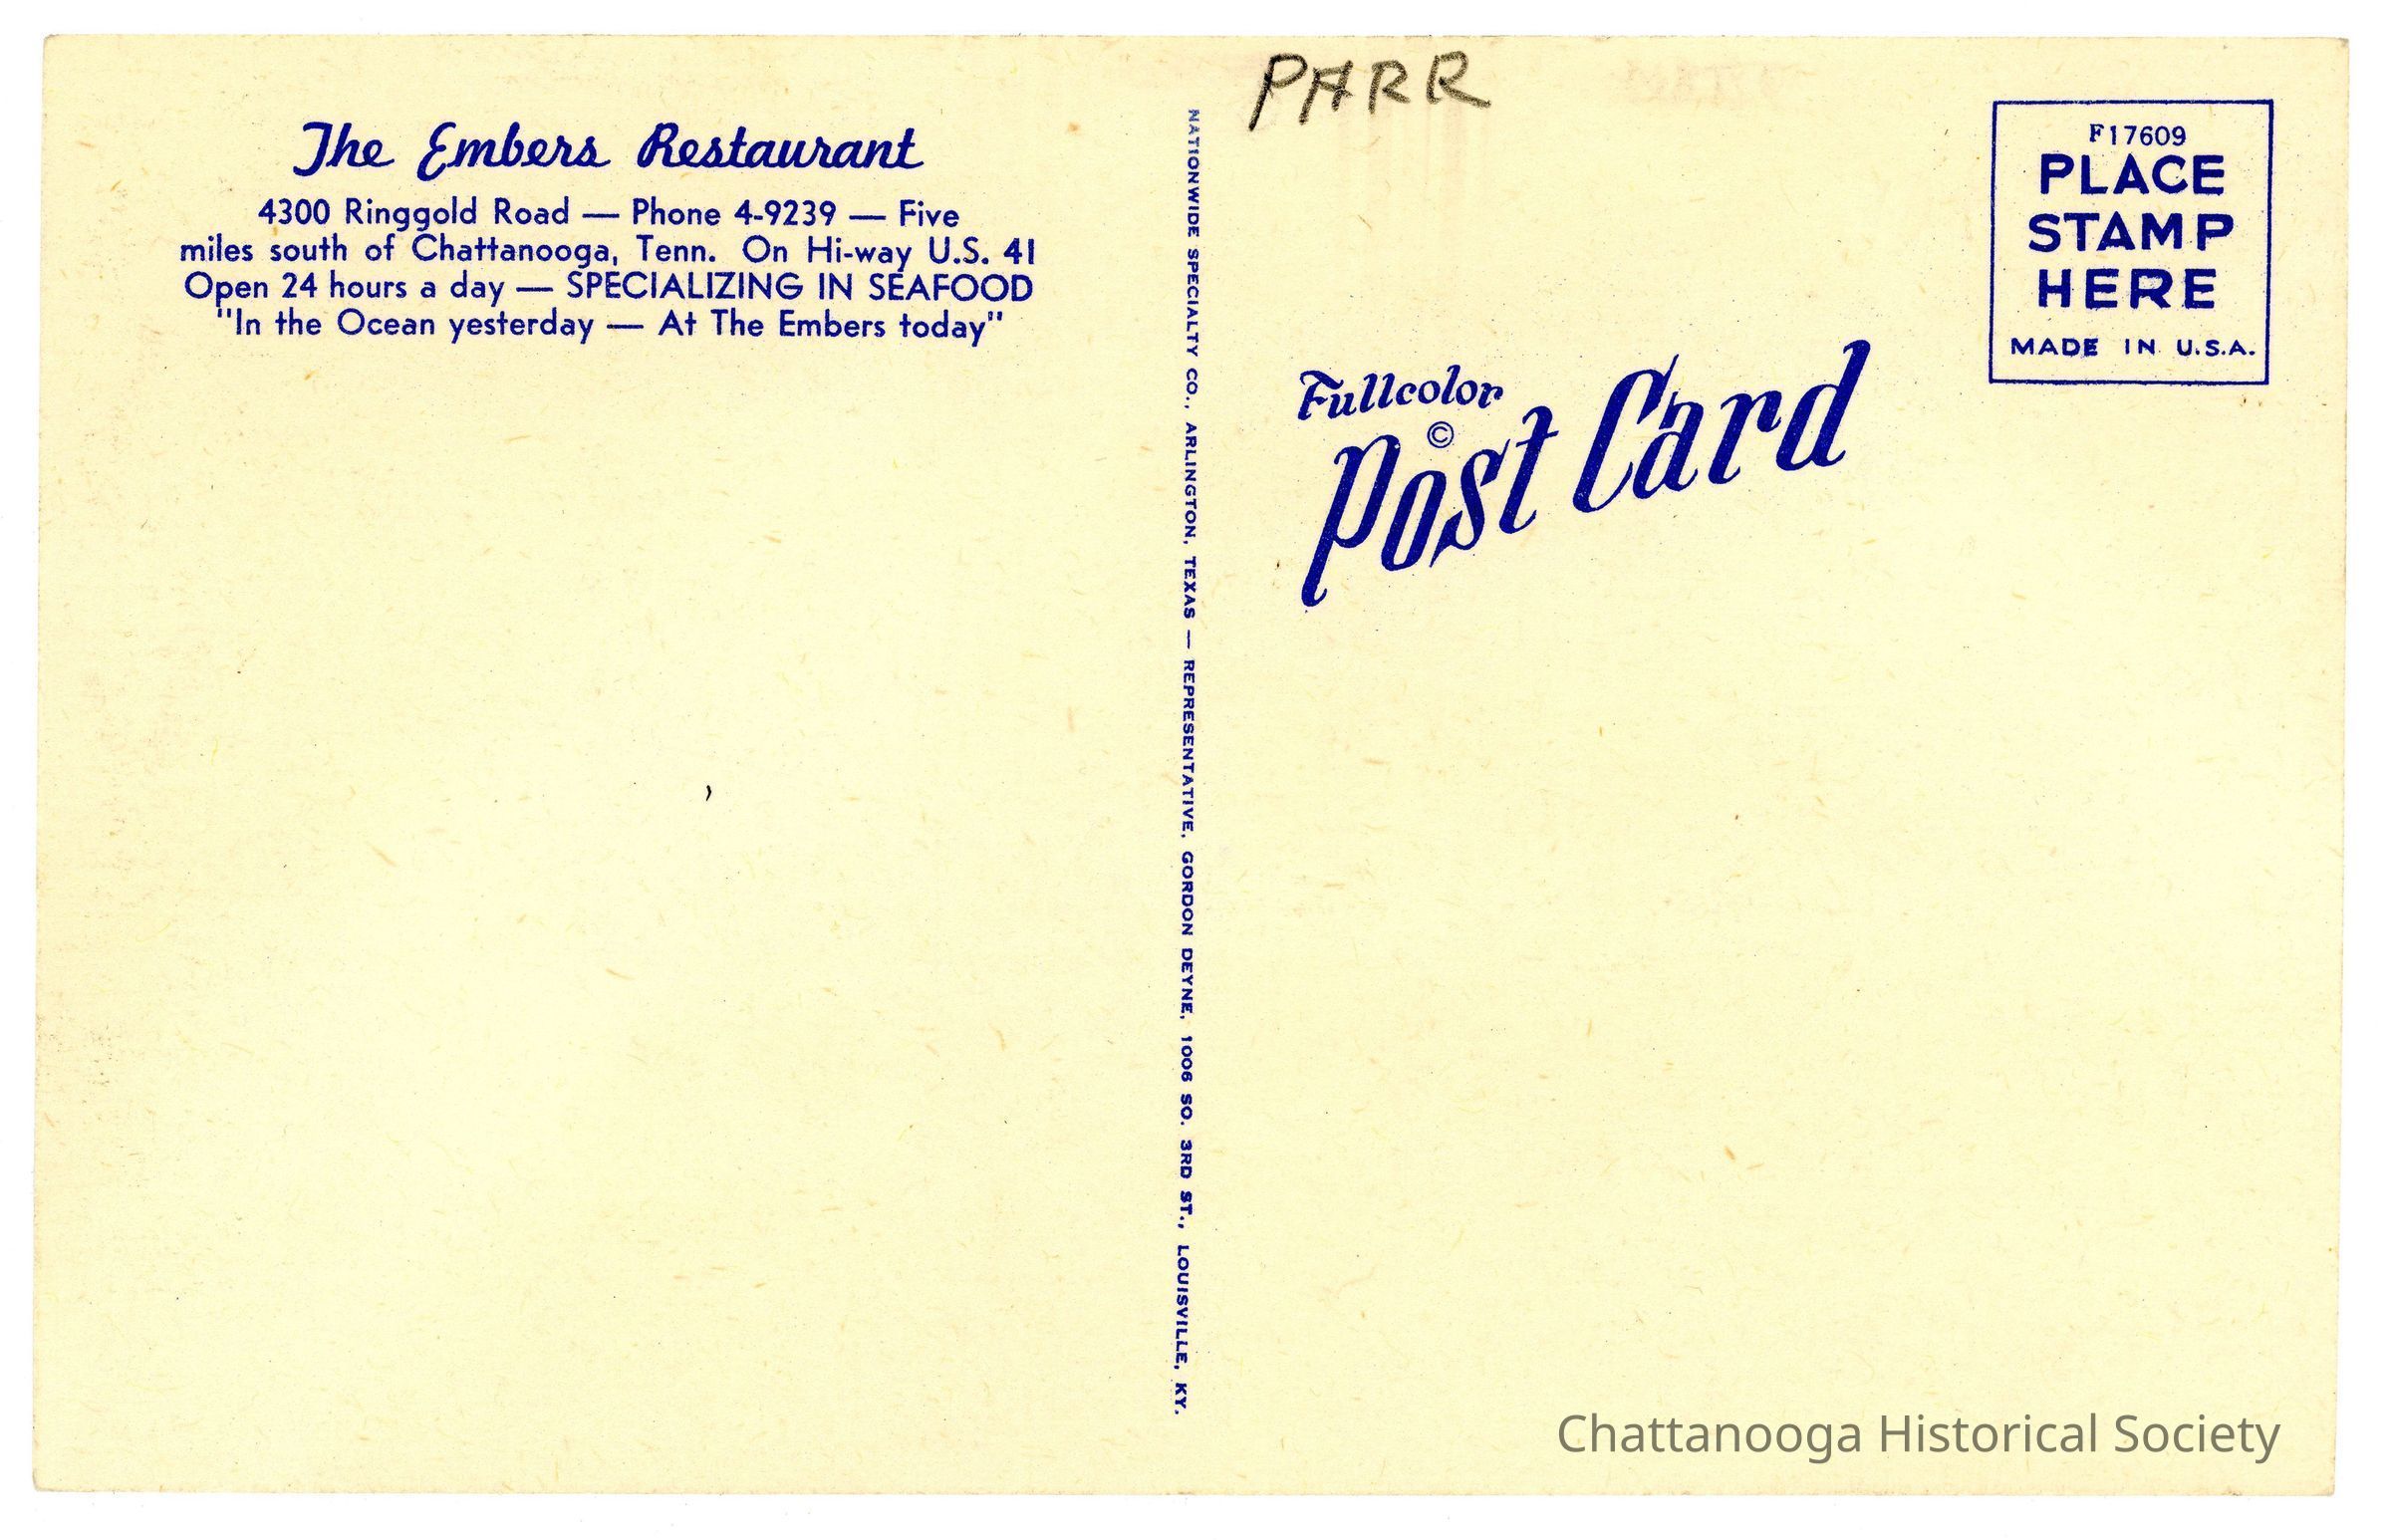 The Embers Restaurant
4300 Ringgold Road — Phone 4-9239 — Five
miles south of Chattanooga, Tenn. On Hi-way U.S. 41
Open 24 hours a day — SPECIALIZING IN SEAFOOD
"In the Ocean yesterday — At The Embers today"
NATIONWIDE SPECIALTY CO., ARLINGTON, TEXAS — REPRESENTATIVE, GORDON DEYNE, 1006 SO. 3RD ST., LOUISVILLE, KY.
PARR
F17609
PLACE
STAMP
HERE
MADE IN U.S.A.
Fullcolor
©
Post Card
Chattanooga Historical Society